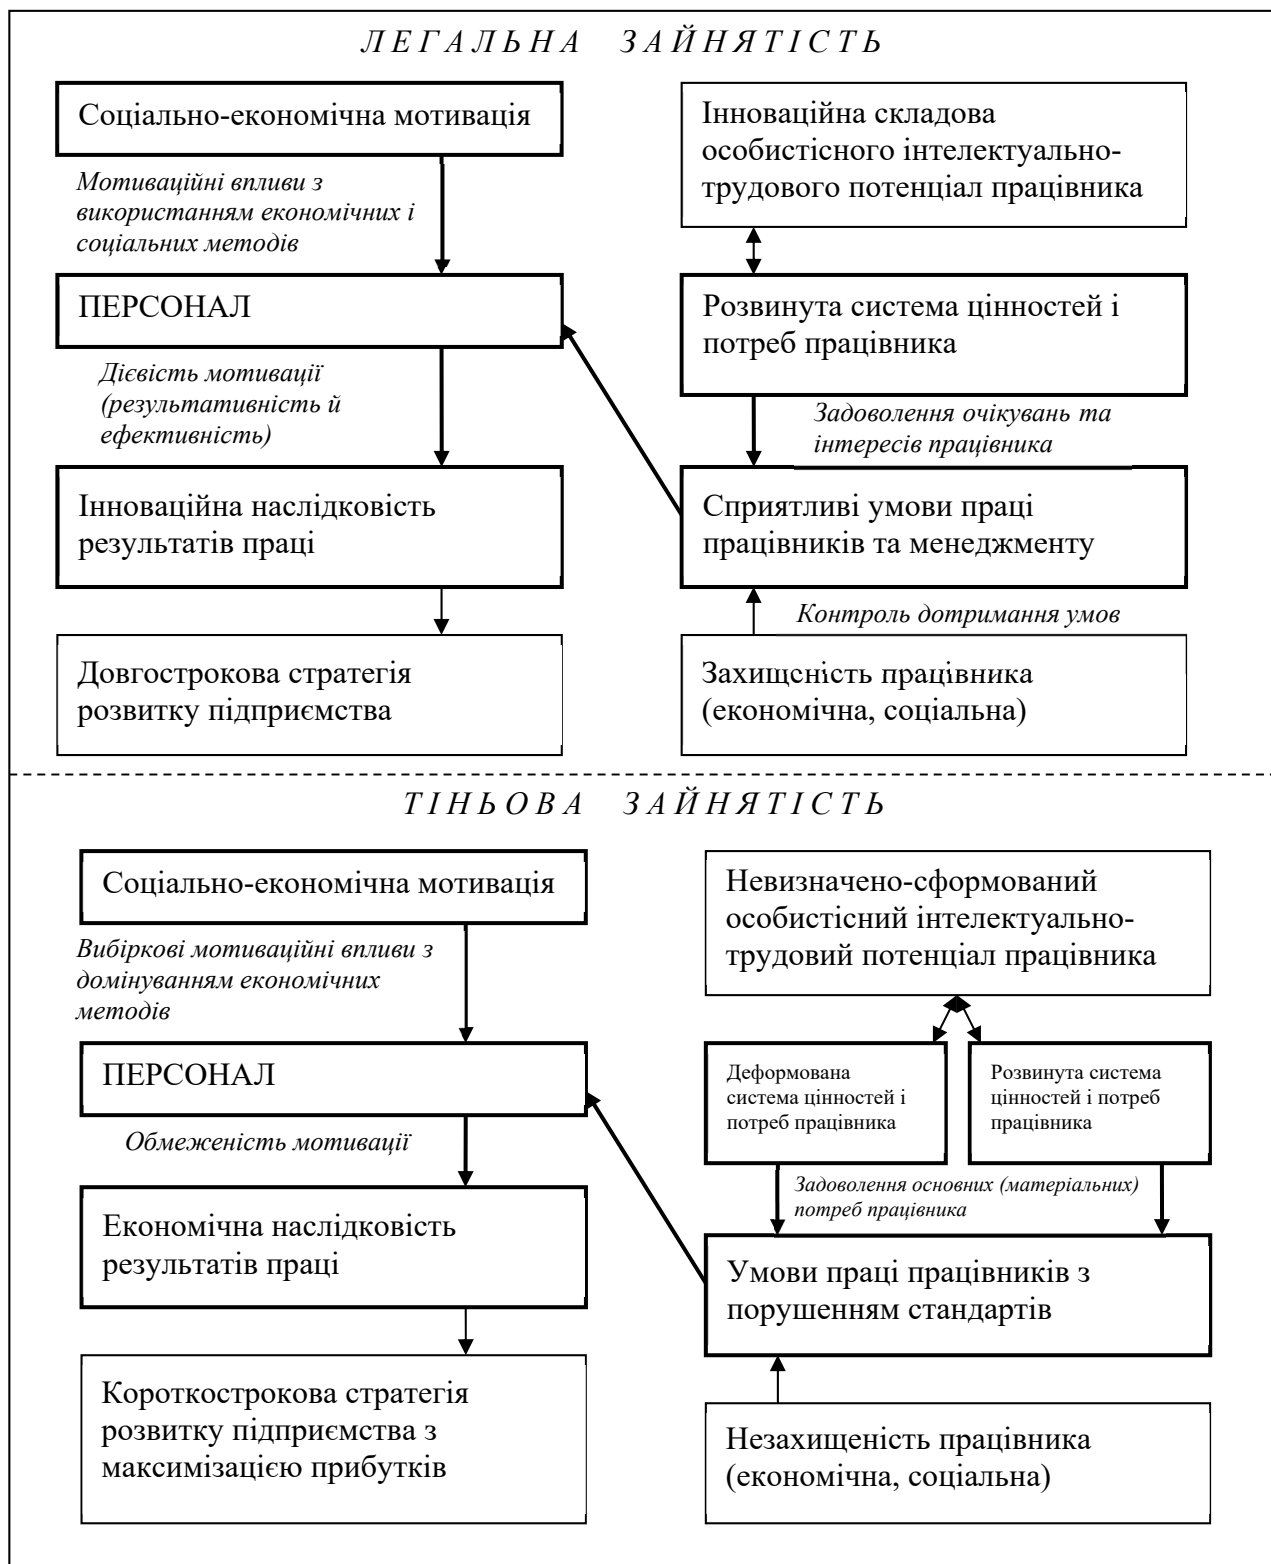 ЛЕГАЛЬНА ЗАЙНЯТІСТЬ
Соціально-економічна мотивація
Мотиваційні впливи з
використанням економічних і
соціальних методів
ПЕРСОНАЛ
Дієвість мотивації
(результативність й
ефективність)
Інноваційна наслідковість
результатів праці
Довгострокова стратегія
розвитку підприємства
Інноваційна складова
особистісного інтелектуально-
трудового потенціал працівника
Розвинута система цінностей і
потреб працівника
Задоволення очікувань та
інтересів працівника
Сприятливі умови праці
працівників та менеджменту
Контроль дотримання умов
Захищеність працівника
(економічна, соціальна)
ТІНЬОВА ЗАЙНЯТІСТЬ
Соціально-економічна мотивація
Вибіркові мотиваційні впливи з
домінуванням економічних
методів
ПЕРСОНАЛ
Обмеженість мотивації
Економічна наслідковість
результатів праці
Короткострокова стратегія
розвитку підприємства з
максимізацією прибутків
Невизначено-сформований
особистісний інтелектуально-
трудовий потенціал працівника
Деформована
система цінностей і
потреб працівника
Розвинута система
цінностей і потреб
працівника
Задоволення основних (матеріальних)
потреб працівника
Умови праці працівників з
порушенням стандартів
Незахищеність працівника
(економічна, соціальна)